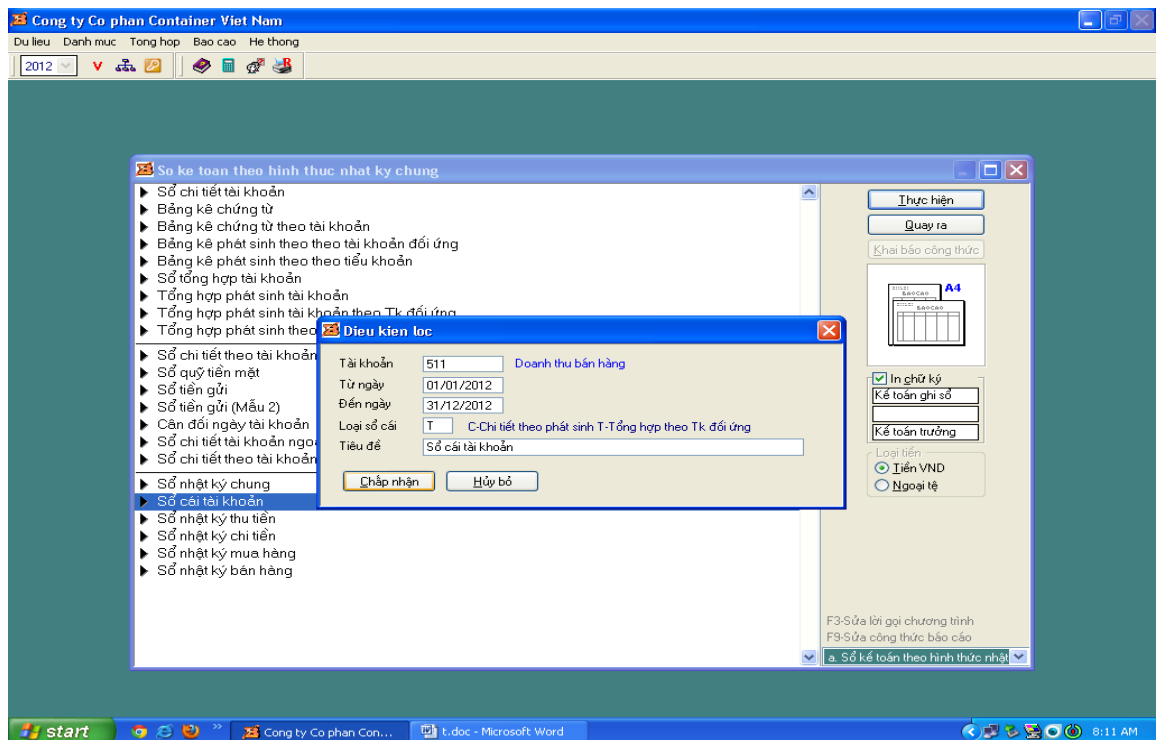 Cong ty Co phan Container Viet Nam
Du lieu Danh muc Tong hop Bao cao He thong
2012
So ke toan theo hinh thuc nhat ky chung
Sổ chi tiết tài khoản
Bảng kê chứng từ
Bảng kê chứng từ theo tài khoản
Bảng kê phát sinh theo theo tài khoản đối ứng
Bảng kê phát sinh theo theo tiểu khoản
Sổ tổng hợp tài khoản
Tổng hợp phát sinh tài khoản
Tổng hợp phát sinh tài khoản theo Tk đối ứng
Tổng hợp phát sinh theo
Sổ chi tiết theo tài khoản
Sổ quỹ tiền mặt
Sổ tiền gửi
Sổ tiền gửi (Mẫu 2)
Cân đối ngày tài khoản
Sổ chi tiết tài khoản ngo
Sổ chi tiết theo tài khoản
Sổ nhật ký chung
Sổ cái tài khoản
Sổ nhật ký thu tiền
Sổ nhật ký chi tiền
Sổ nhật ký mua hàng
Sổ nhật ký bán hàng
Thực hiện
Quay ra
Khai báo công thức
A4
BAOCAO
BAOCAO
In chữ ký
Kế toán ghi sổ
Kế toán trưởng
Loại tiền
Tiền VND
Ngoại tệ
F3-Sửa lời gọi chương trình
F9-Sửa công thức báo cáo
a. Sổ kế toán theo hình thức nhật
Dieu kien loc
Tài khoản 511 Doanh thu bán hàng
Từ ngày 01/01/2012
Đến ngày 31/12/2012
Loại sổ cái T C-Chi tiết theo phát sinh T-Tổng hợp theo Tk đối ứng
Tiêu đề Sổ cái tài khoản
Chấp nhận Hủy bỏ
start Cong ty Co phan Con... t.doc - Microsoft Word 8:11 AM